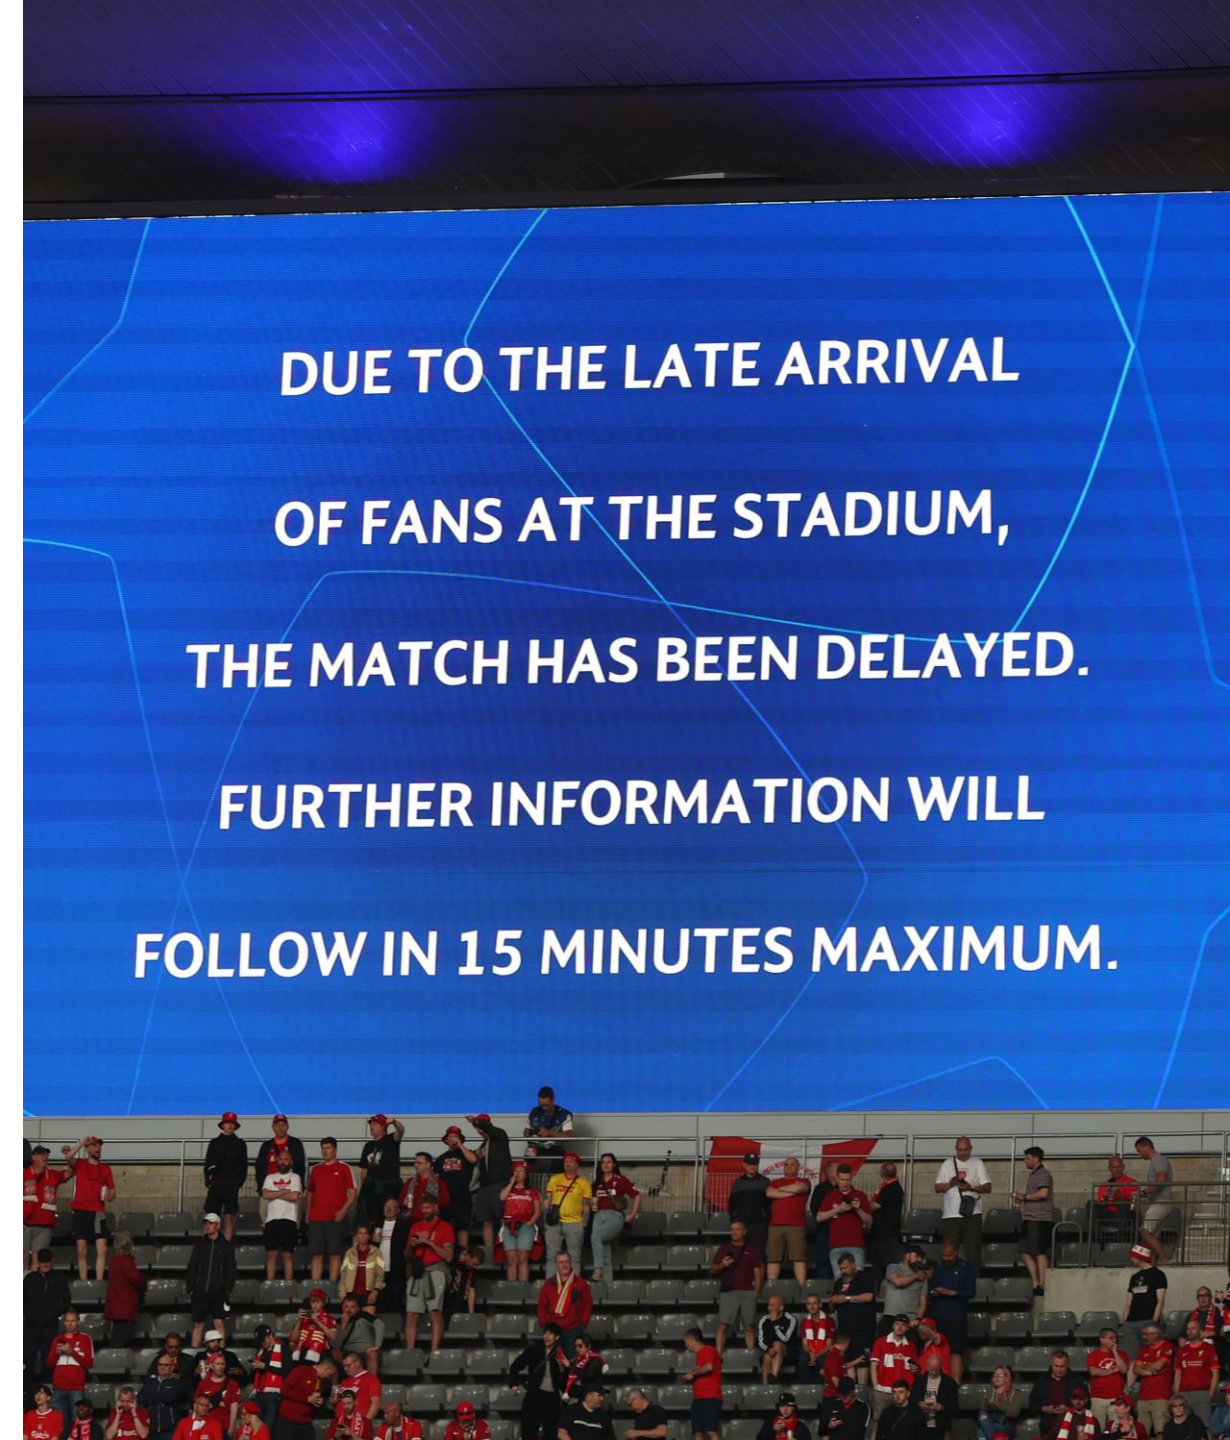 DUE TO THE LATE ARRIVAL
OF FANS AT THE STADIUM,
THE MATCH HAS BEEN DELAYED.
FURTHER INFORMATION WILL
FOLLOW IN 15 MINUTES MAXIMUM.